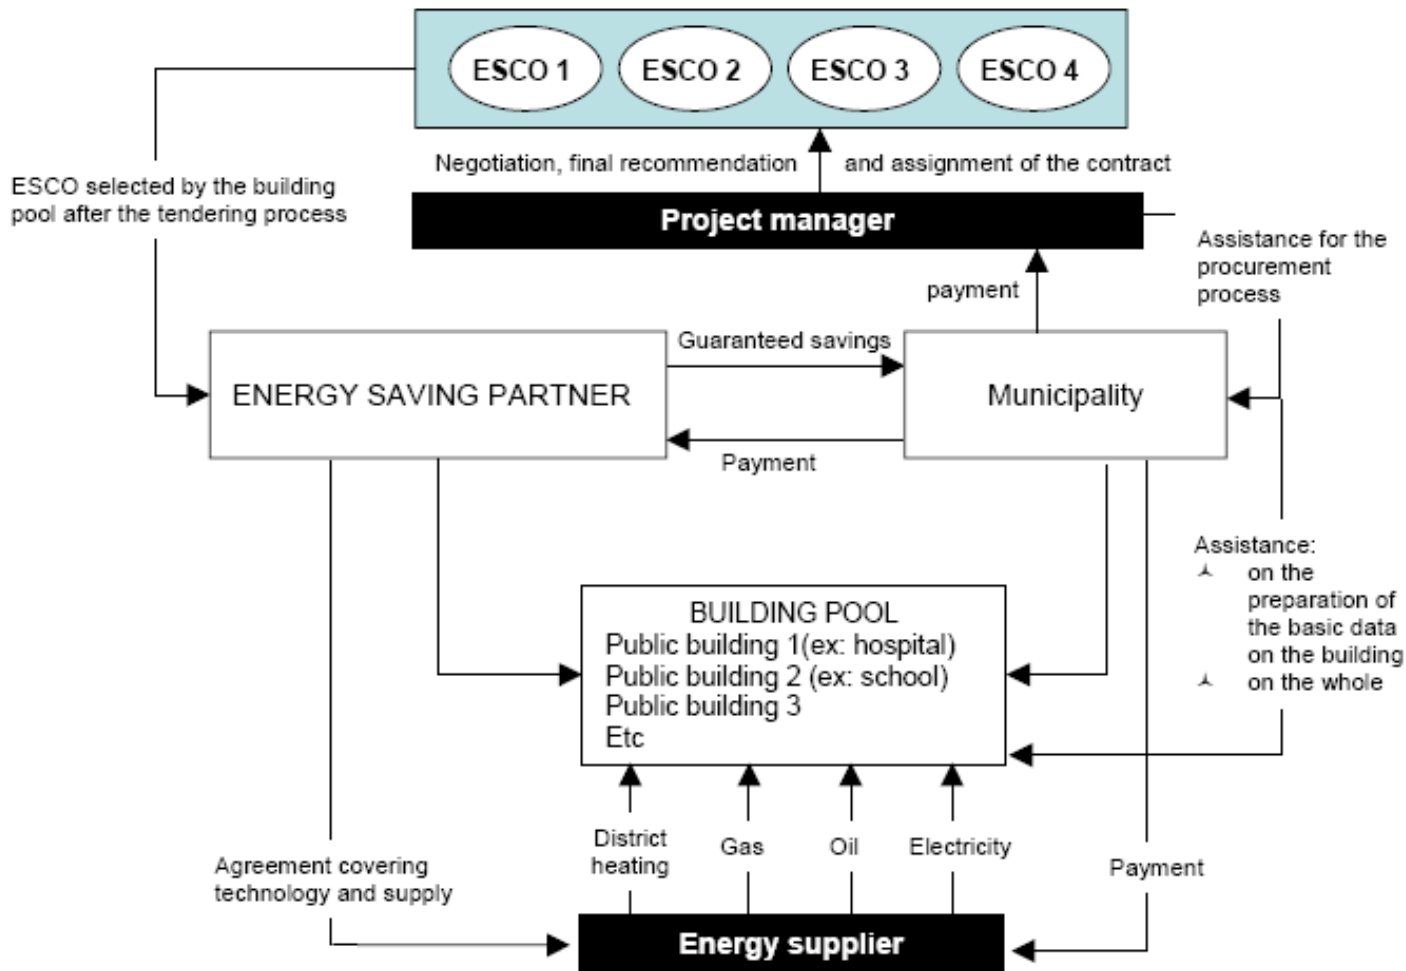 ESCO 1
ESCO 2
ESCO 3
ESCO 4
Negotiation, final recommendation
and assignment of the contract
ESCO selected by the building
pool after the tendering process
Project manager
Assistance for the
procurement
process
payment
Guaranteed savings
ENERGY SAVING PARTNER
Municipality
Payment
Assistance:
on the
preparation of
the basic data
on the building
on the whole
BUILDING POOL
Public building 1(ex: hospital)
Public building 2 (ex: school)
Public building 3
Etc
District
heating
Gas
Oil
Electricity
Agreement covering
technology and supply
Payment
Energy supplier